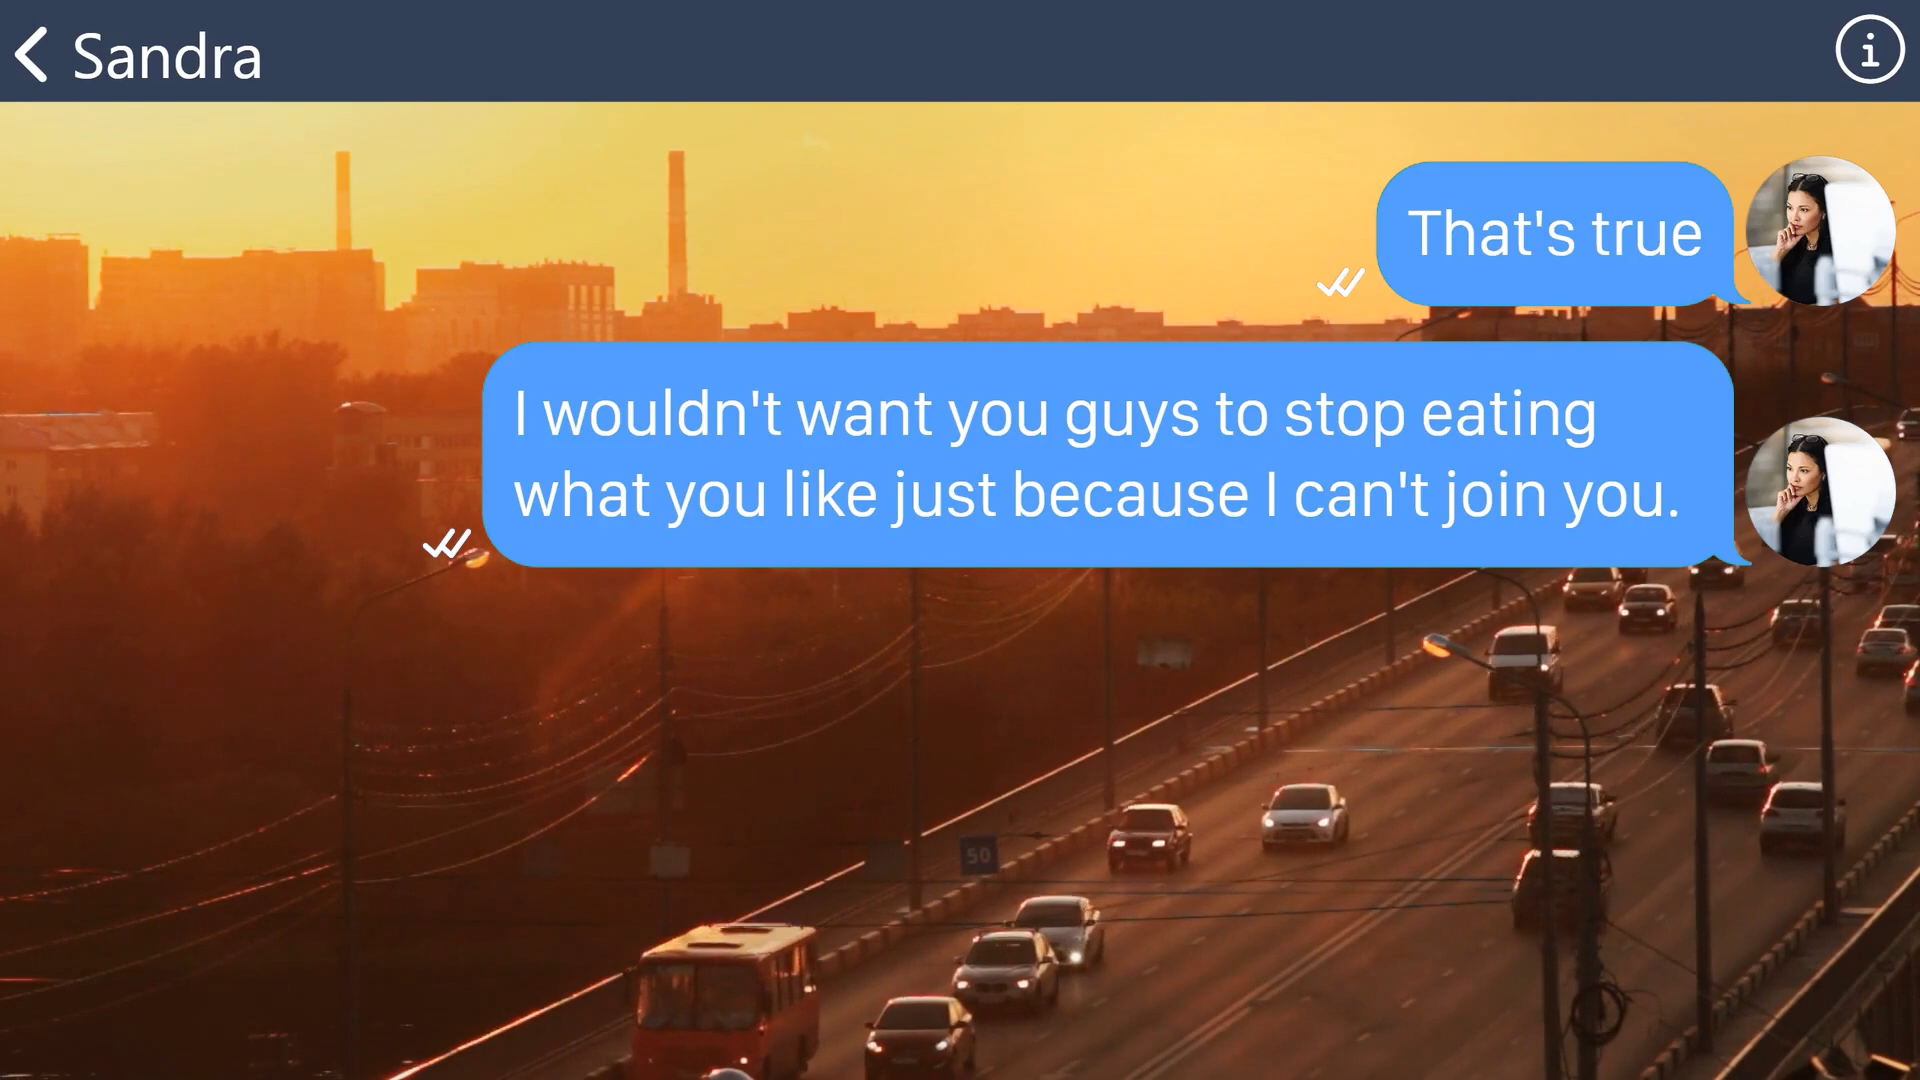 Sandra
That's true
I wouldn't want you guys to stop eating
what you like just because I can't join you.
50